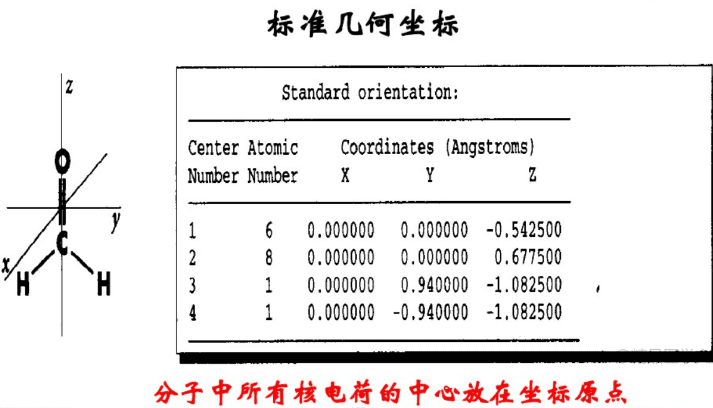 标准几何坐标
z
O
y
C
x
H H
Standard orientation:
Center Atomic Coordinates (Angstroms)
Number Number X Y Z
1 6 0.000000 0.000000 -0.542500
2 8 0.000000 0.000000 0.677500
3 1 0.000000 0.940000 -1.082500
4 1 0.000000 -0.940000 -1.082500
分子中所有核电荷的中心放在坐标原点